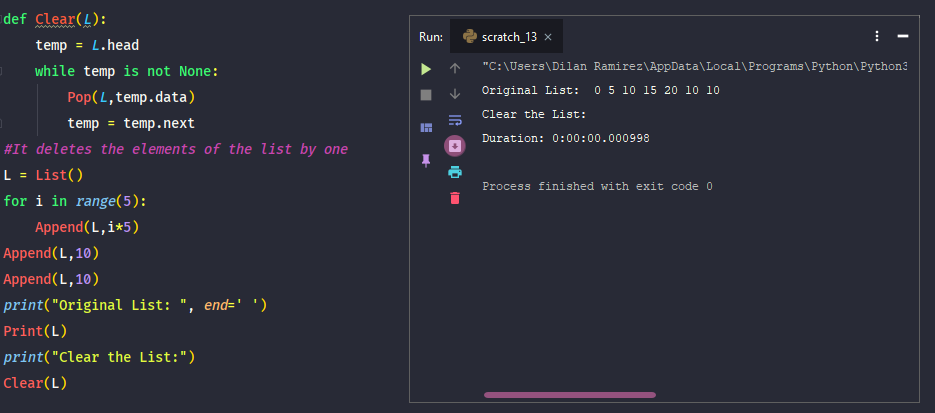 def Clear(L):
temp = L.head
while temp is not None:
Pop(L,temp.data)
temp = temp.next
#It deletes the elements of the list by one
L = List()
for i in range(5):
Append(L,i*5)
Append(L,10)
Append(L,10)
print("Original List: ", end=' ')
Print(L)
print("Clear the List:")
Clear(L)
Run: scratch_13 ×
"C:\Users\Dilan Ramirez\AppData\Local\Programs\Python\Python3
Original List:  0 5 10 15 20 10 10
Clear the List:
Duration: 0:00:00.000998
Process finished with exit code 0